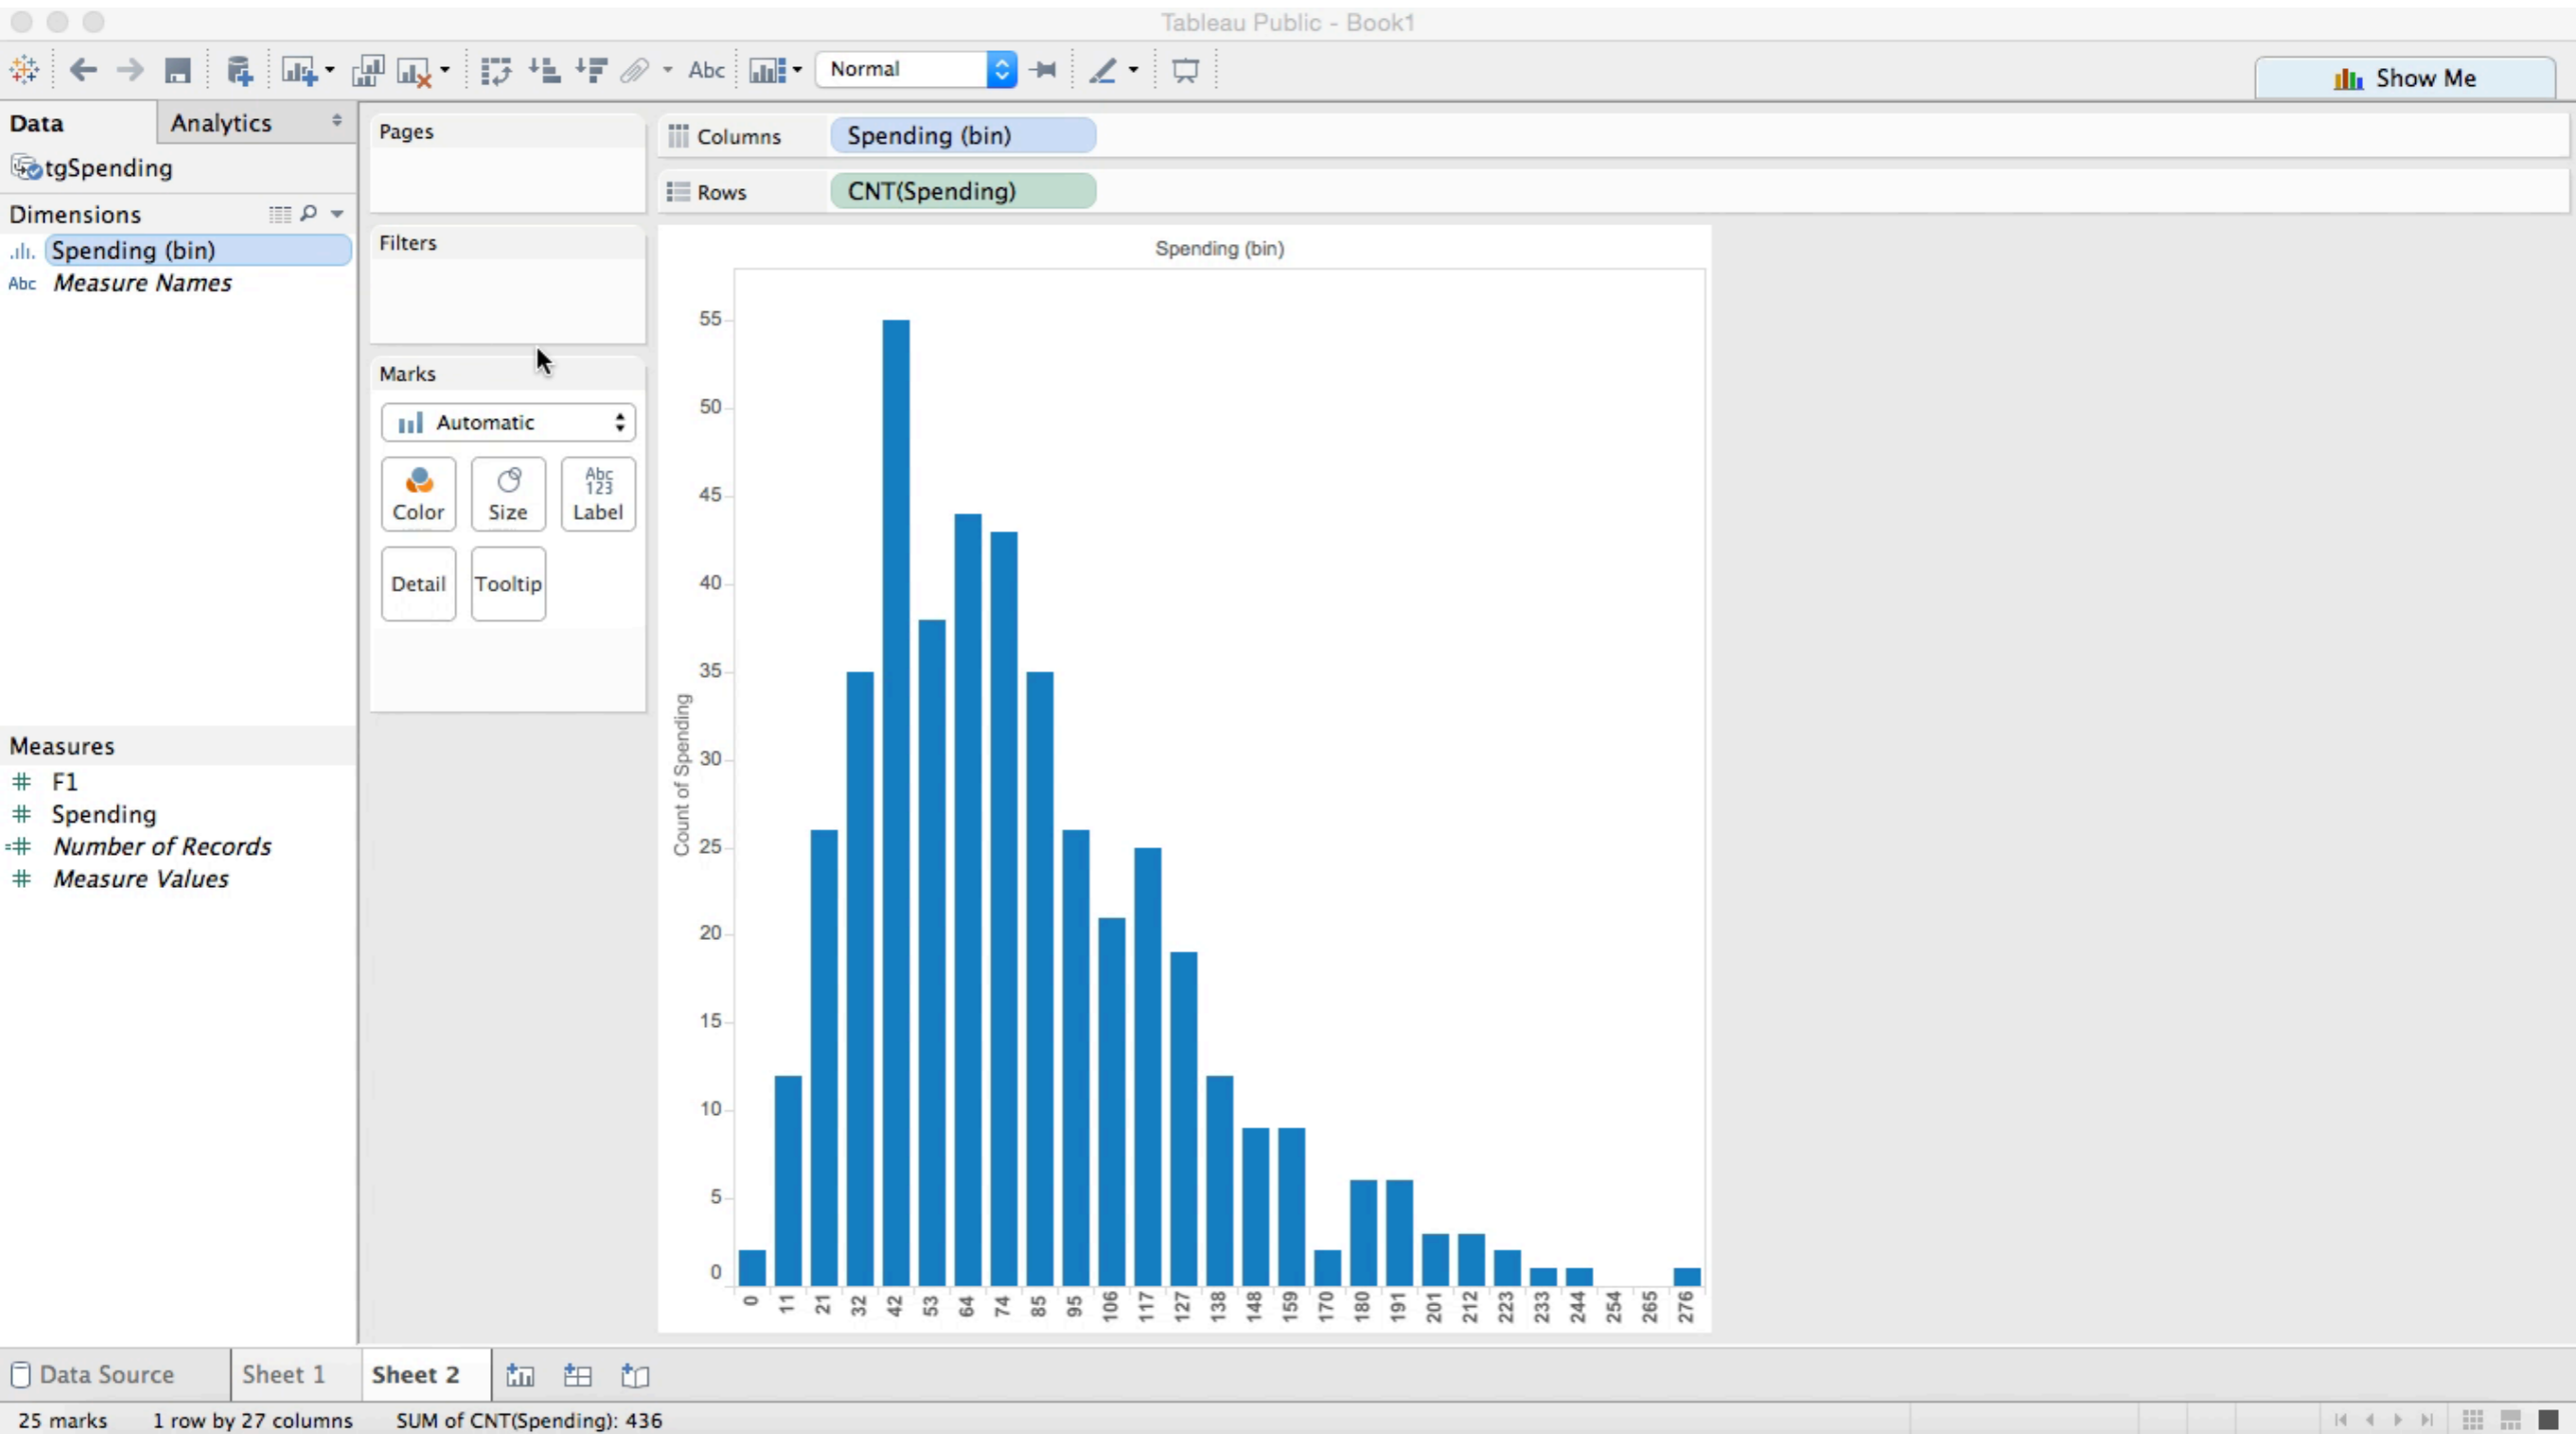 Tableau Public - Book1
Abc
Normal
Show Me
Data
Analytics
tgSpending
Dimensions
Spending (bin)
Abc Measure Names
Measures
F1
Spending
Number of Records
Measure Values
Pages
Filters
Marks
Automatic
Color
Size
Abc
123
Label
Detail
Tooltip
Columns
Spending (bin)
Rows
CNT(Spending)
Spending (bin)
Count of Spending
55
50
45
40
35
30
25
20
15
10
5
0
0 11 21 32 42 53 64 74 85 95 106 117 127 138 148 159 170 180 191 201 212 223 233 244 254 265 276
Data Source
Sheet 1
Sheet 2
25 marks 1 row by 27 columns SUM of CNT(Spending): 436